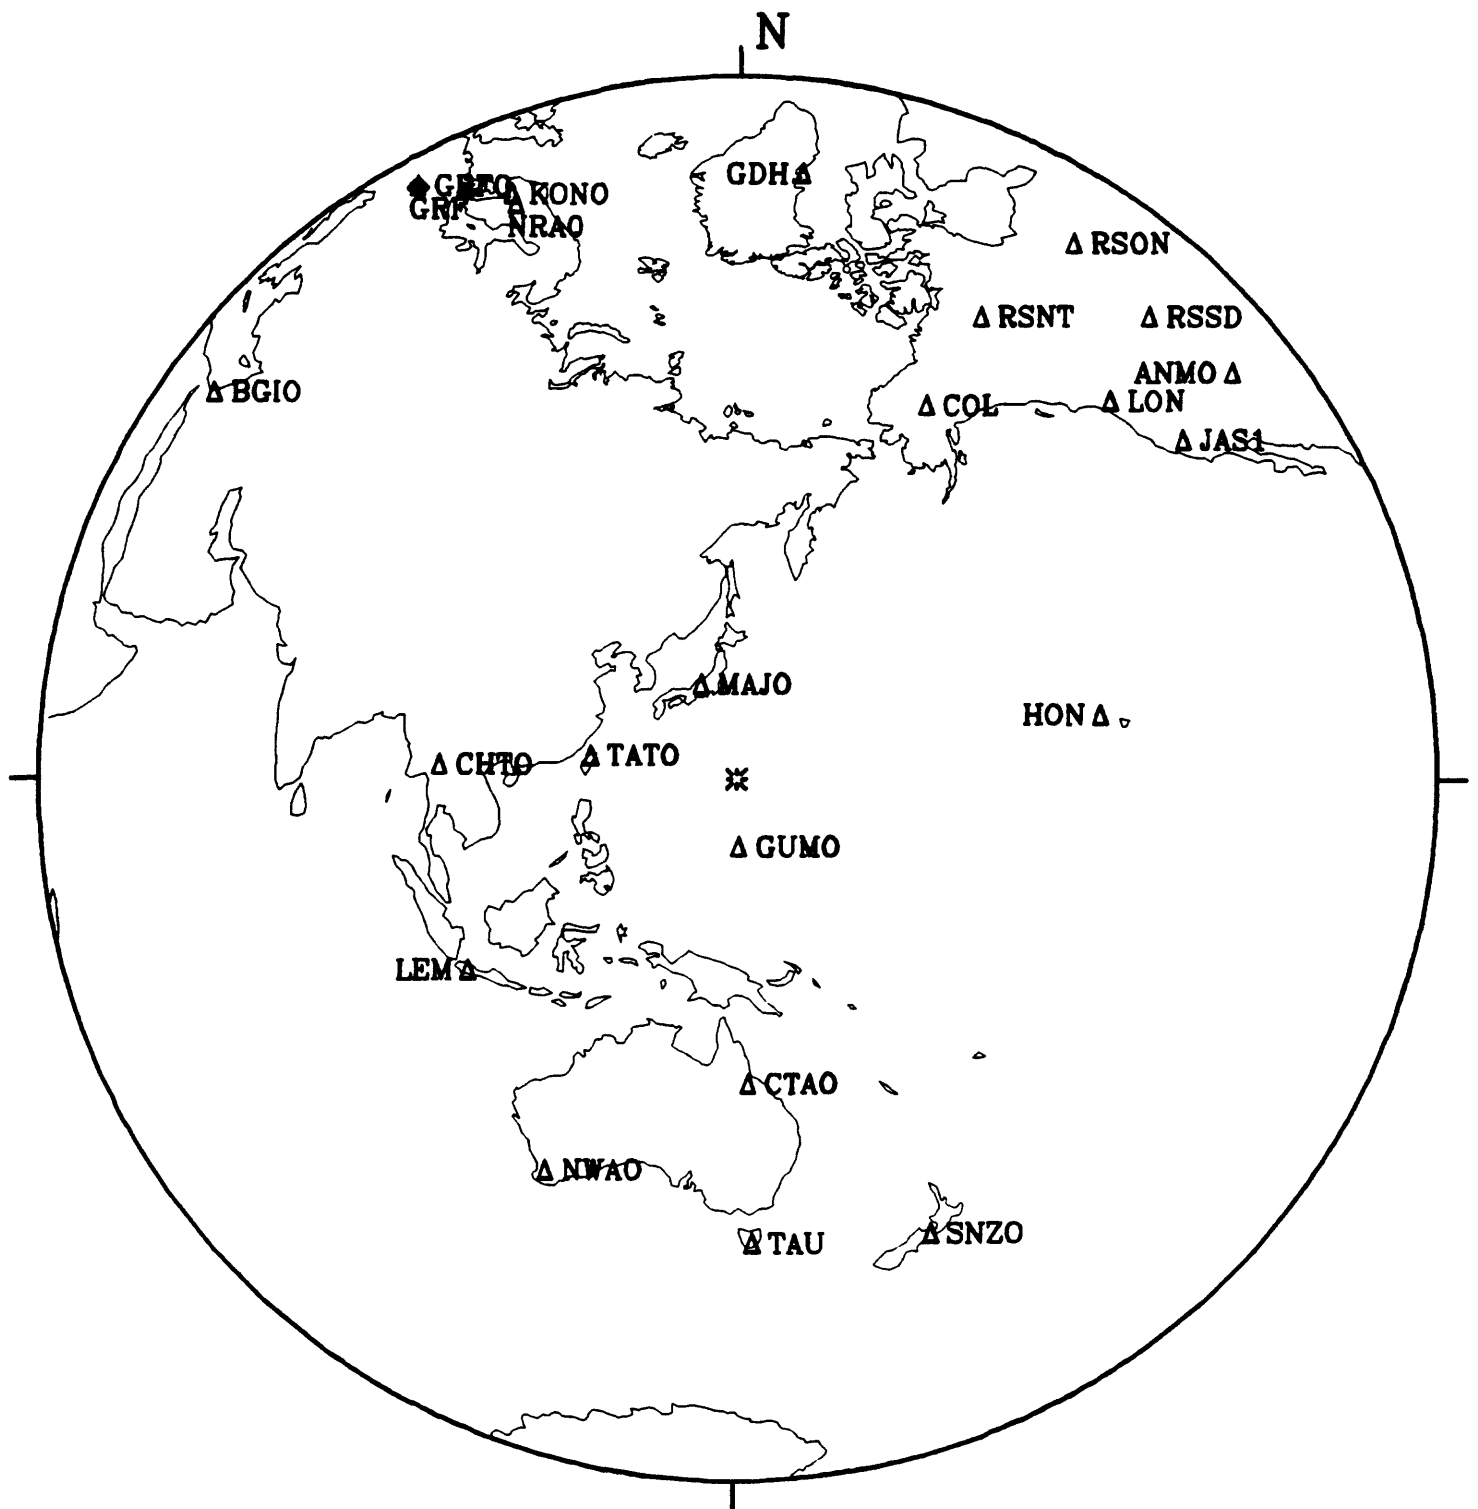 N
GDH
KONO
GRF
NRAO
RSON
RSNT
RSSD
ANMO
BGIO
COL
LON
JAS1
MAJO
HON
CHTO
TATO
GUMO
LEM
CTAO
NWAO
TAU
SNZO